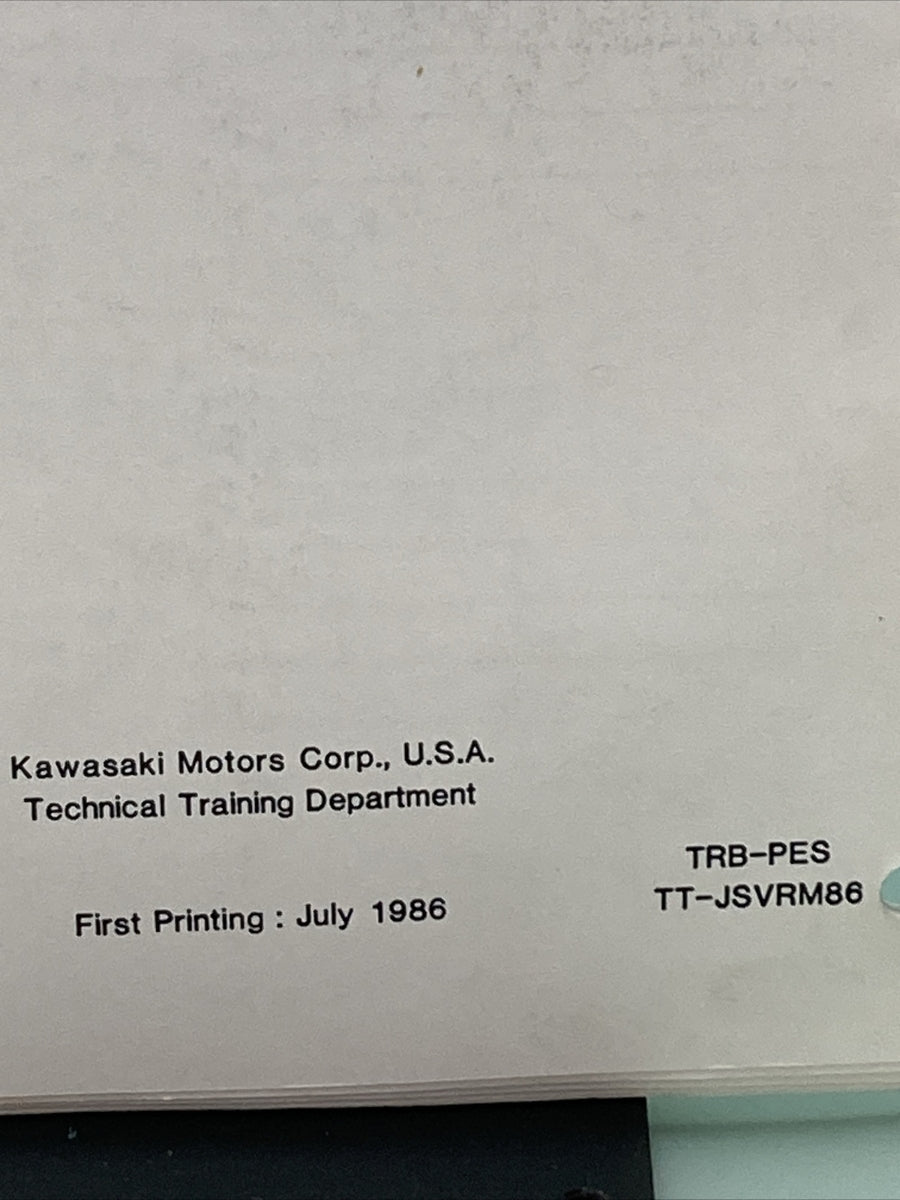 Kawasaki Motors Corp., U.S.A.
Technical Training Department
TRB-PES
TT-JSVRM86
First Printing : July 1986